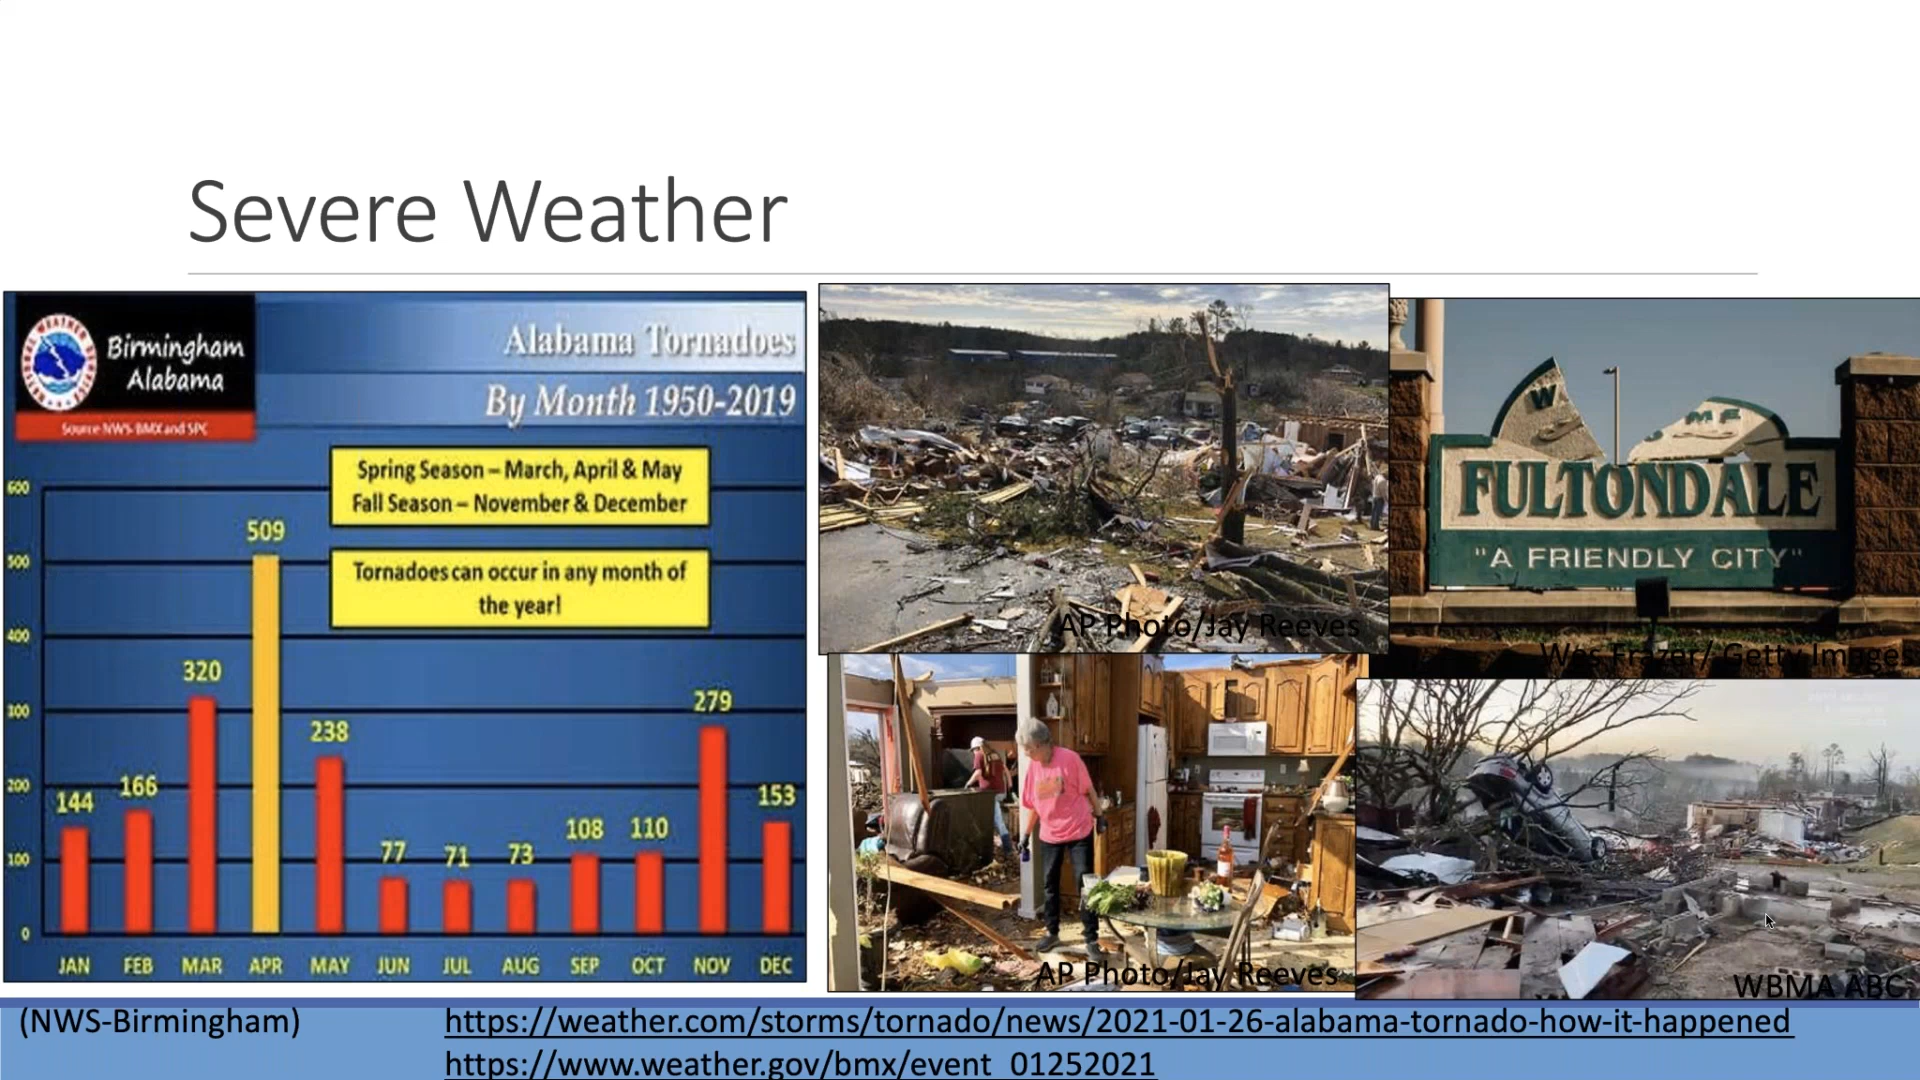 Severe Weather
Birmingham
Alabama
Source NWS-BMX and SPC
Alabama Tornadoes
By Month 1950-2019
Spring Season – March, April & May
Fall Season – November & December
Tornadoes can occur in any month of
the year!
600
500
400
300
200
100
0
144
166
320
509
238
77
71
73
108
110
279
153
JAN FEB MAR APR MAY JUN JUL AUG SEP OCT NOV DEC
AP Photo/Jay Reeves
FULTONDALE
"A FRIENDLY CITY"
Wes Frazer/ Getty Images
AP Photo/Jay Reeves
WBMA ABC
(NWS-Birmingham)
https://weather.com/storms/tornado/news/2021-01-26-alabama-tornado-how-it-happened
https://www.weather.gov/bmx/event_01252021